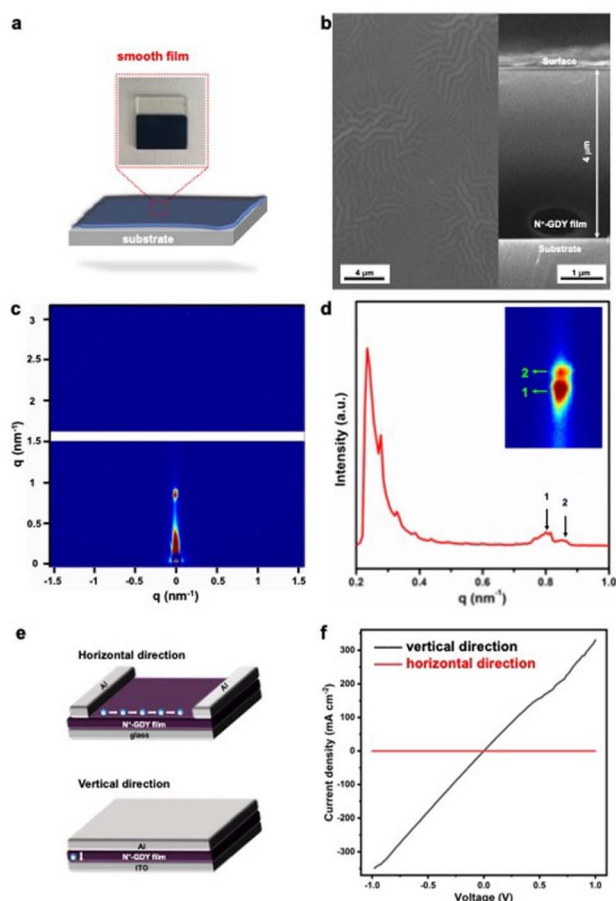 a
smooth film
substrate
b
Surface
4 μm
N⁺-GDY film
Substrate
4 μm
1 μm
c
3
2.5
2
1.5
1
0.5
0
q (nm⁻¹)
-1.5 -1 -0.5 0 0.5 1 1.5
q (nm⁻¹)
d
Intensity (a.u.)
2
1
1 2
0.2 0.4 0.6 0.8 1.0
q (nm⁻¹)
e
Horizontal direction
Al
Al
N⁺-GDY film
glass
Vertical direction
Al
N⁺-GDY film
ITO
f
vertical direction
horizontal direction
Current density (mA cm⁻²)
300
200
100
0
-100
-200
-300
-1.0 -0.5 0.0 0.5 1.0
Voltage (V)